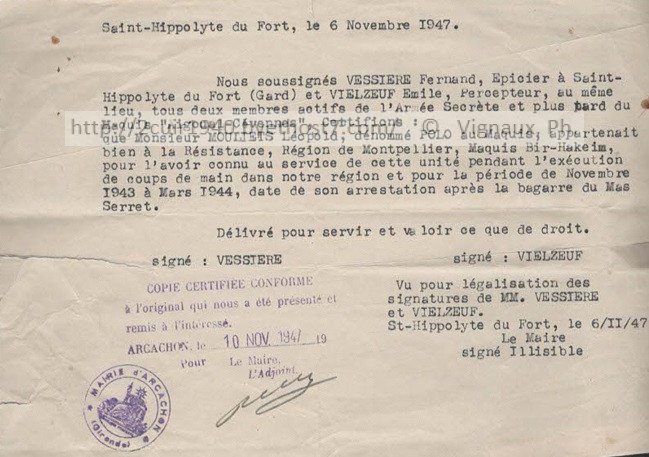 Saint-Hippolyte du Fort, le 6 Novembre 1947.
Nous soussignés VESSIERE Fernand, Epicier à Saint-
Hippolyte du Fort (Gard) et VIELZEUF Emile, Percepteur, au même
lieu, tous deux membres actifs de l'Armée Secrète et plus tard du
Maquis "Aigoual-Cévennes", Certifions :
© Vignaux Ph
que Monsieur MOULENES Léopold, dénommé POLO au Maquis, appartenait
bien à la Résistance, Région de Montpellier, Maquis Bir-Hakeim,
pour l'avoir connu au service de cette unité pendant l'exécution
de coups de main dans notre région et pour la période de Novembre
1943 à Mars 1944, date de son arrestation après la bagarre du Mas
Serret.
Délivré pour servir et valoir ce que de droit.
signé : VESSIERE
signé : VIELZEUF
COPIE CERTIFIÉE CONFORME
à l'original qui nous a été présenté et
remis à l'intéressé.
ARCACHON, le 10 NOV. 1947 19
Pour Le Maire,
L'Adjoint,
MAIRIE D'ARCACHON
(Gironde)
Vu pour légalisation des
signatures de MM. VESSIERE
et VIELZEUF.
St-Hippolyte du Fort, le 6/II/47
Le Maire
signé Illisible